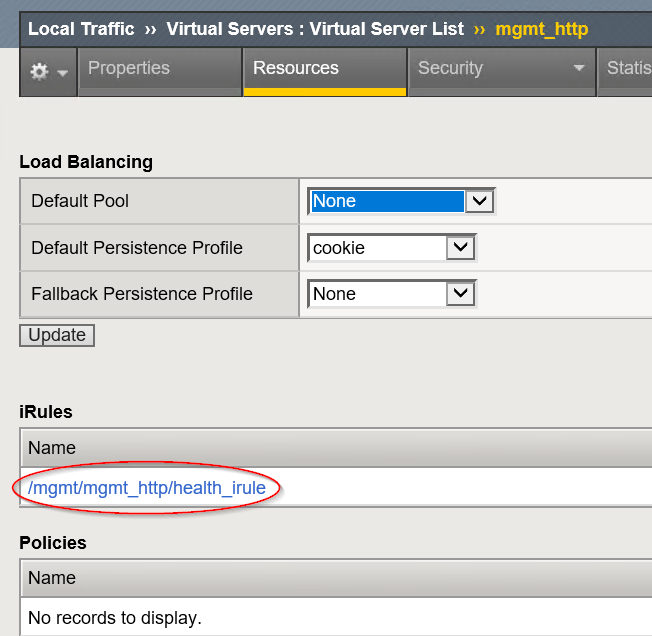 Local Traffic ›› Virtual Servers : Virtual Server List ›› mgmt_http
Properties Resources Security Statis
Load Balancing
Default Pool None
Default Persistence Profile cookie
Fallback Persistence Profile None
Update
iRules
Name
/mgmt/mgmt_http/health_irule
Policies
Name
No records to display.